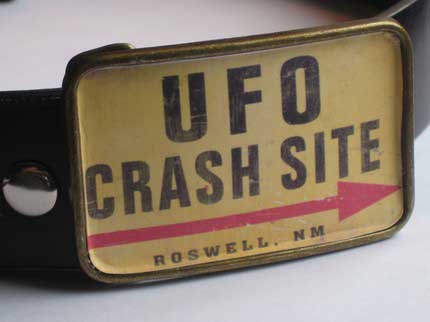 UFO
CRASH SITE
ROSWELL, NM